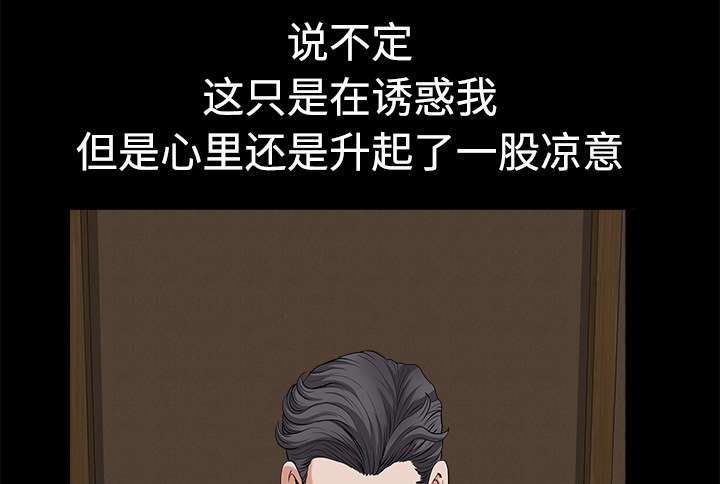 说不定
这只是在诱惑我
但是心里还是升起了一股凉意